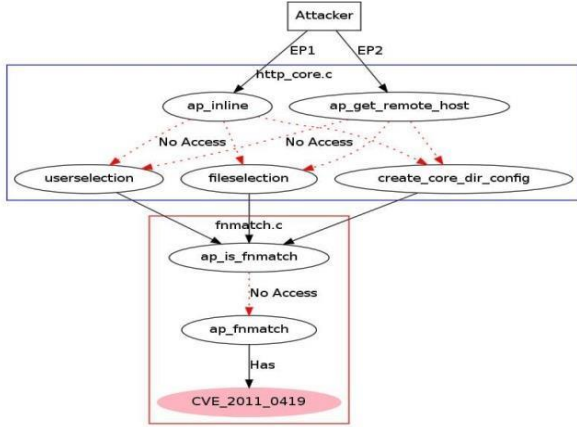 Attacker
EP1
EP2
http_core.c
ap_inline
ap_get_remote_host
No Access
No Access
userselection
fileselection
create_core_dir_config
fnmatch.c
ap_is_fnmatch
No Access
ap_fnmatch
Has
CVE_2011_0419